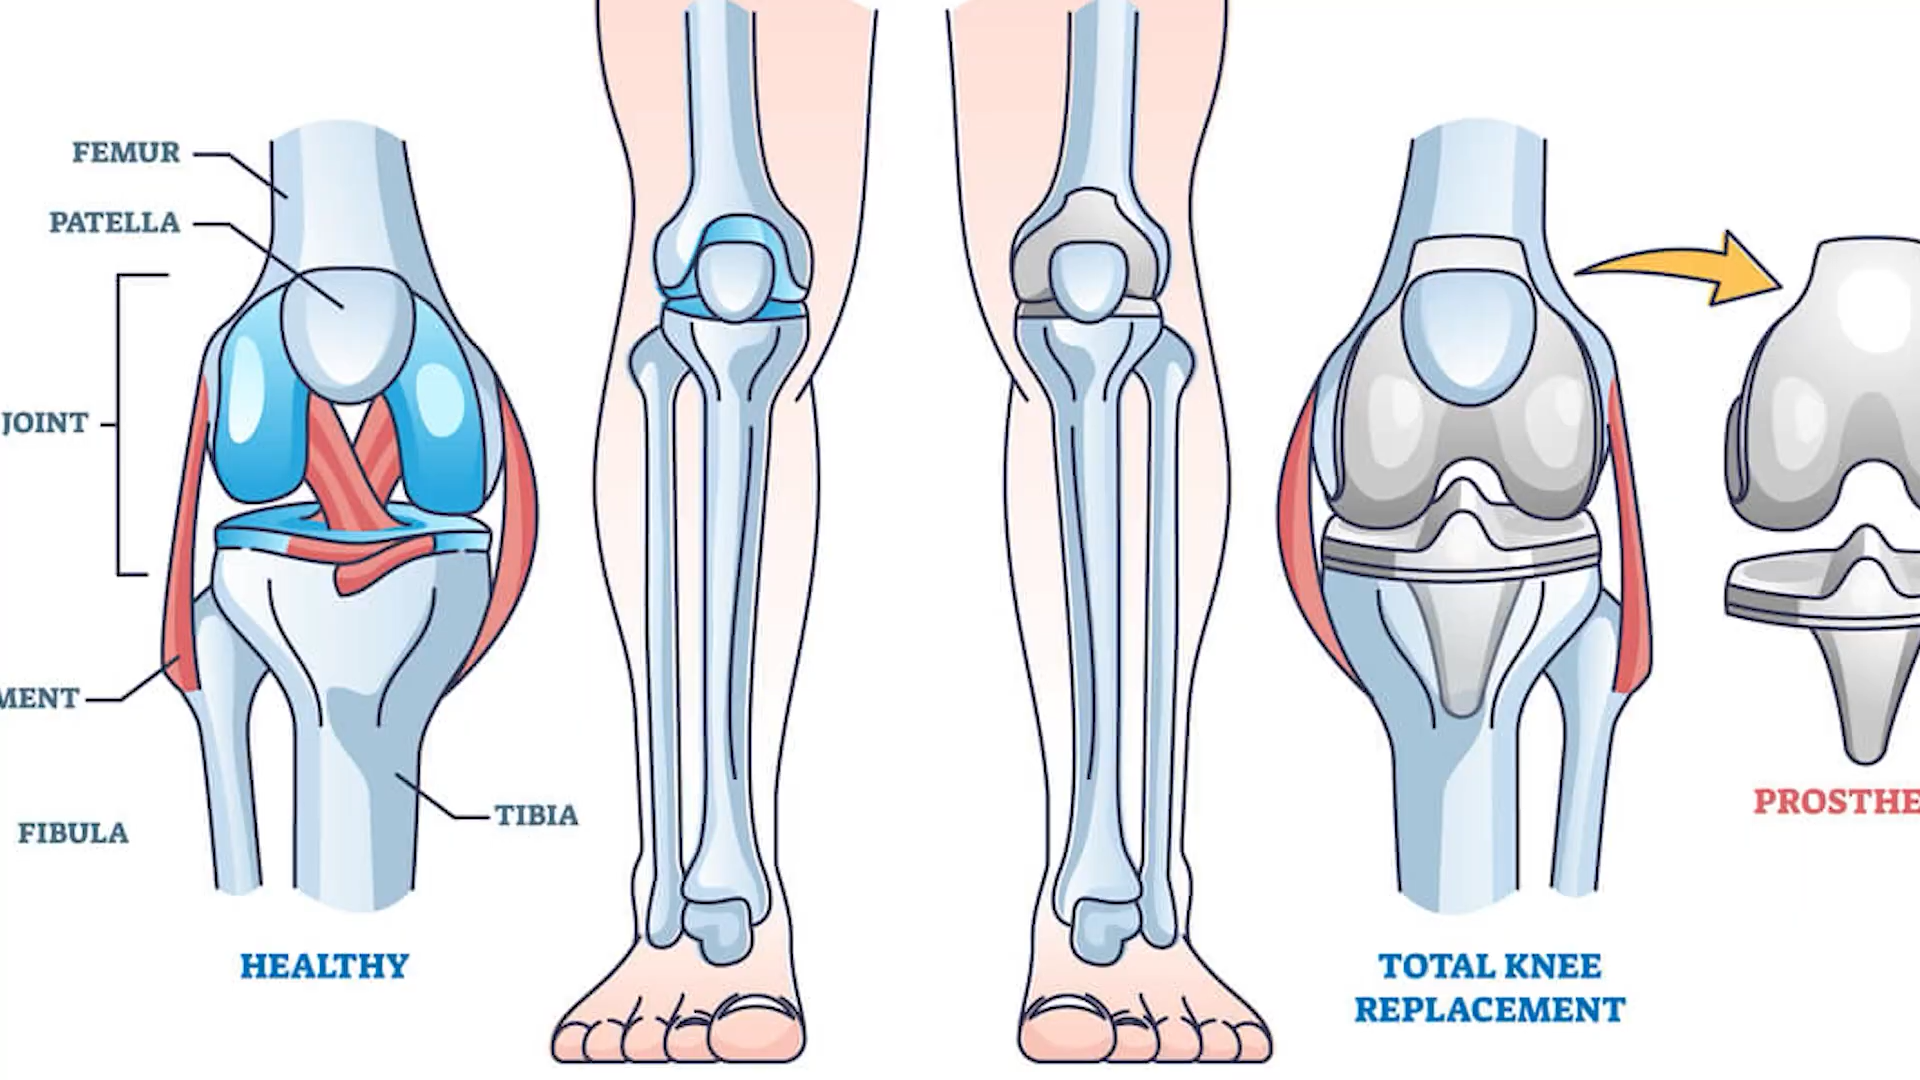 FEMUR
PATELLA
JOINT
MENT
FIBULA
TIBIA
HEALTHY
TOTAL KNEE
REPLACEMENT
PROSTHE